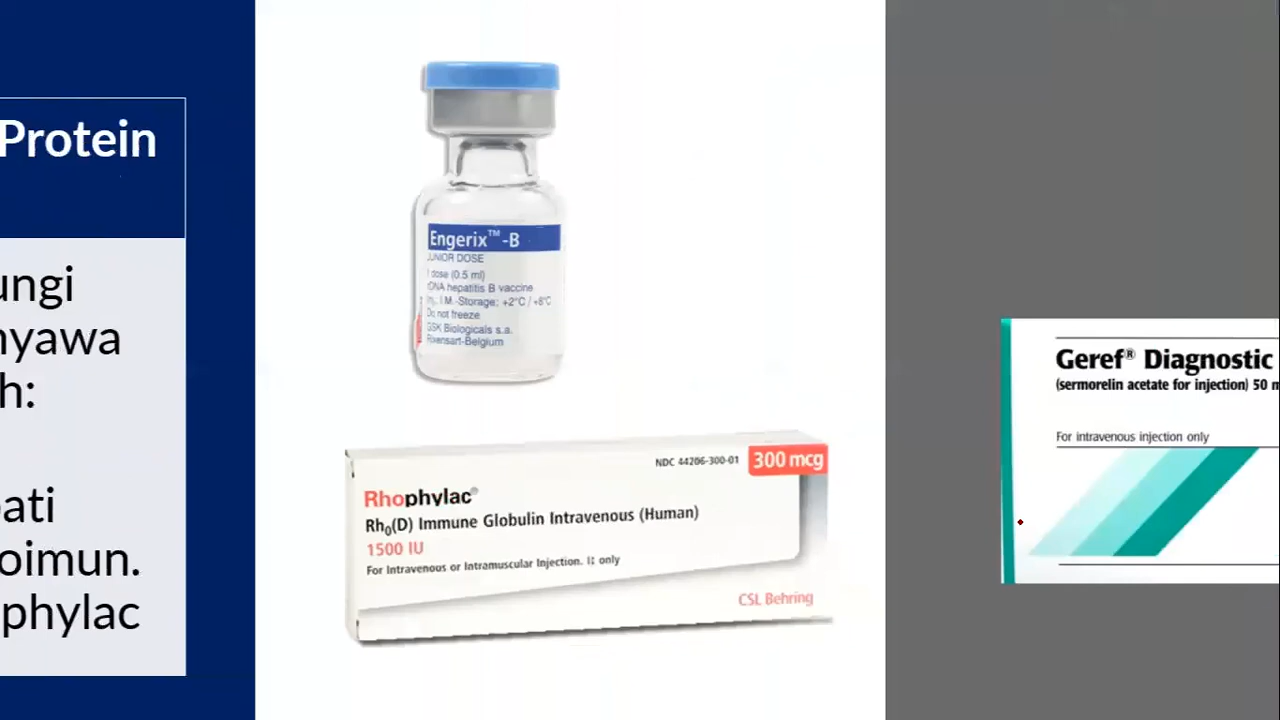 Protein
ungi
nyawa
h:
pati
oimun.
phylac
Engerix™-B
JUNIOR DOSE
1 dose (0.5 ml)
rDNA hepatitis B vaccine
Inj. I.M.-Storage: +2°C / +8°C
Do not freeze
GSK Biologicals s.a.
Rixensart-Belgium
NDC 44206-300-01
300 mcg
Rhophylac®
Rh₀(D) Immune Globulin Intravenous (Human)
1500 IU
For Intravenous or Intramuscular Injection. ℞ only
CSL Behring
Geref® Diagnostic
(sermorelin acetate for injection) 50 m
For intravenous injection only